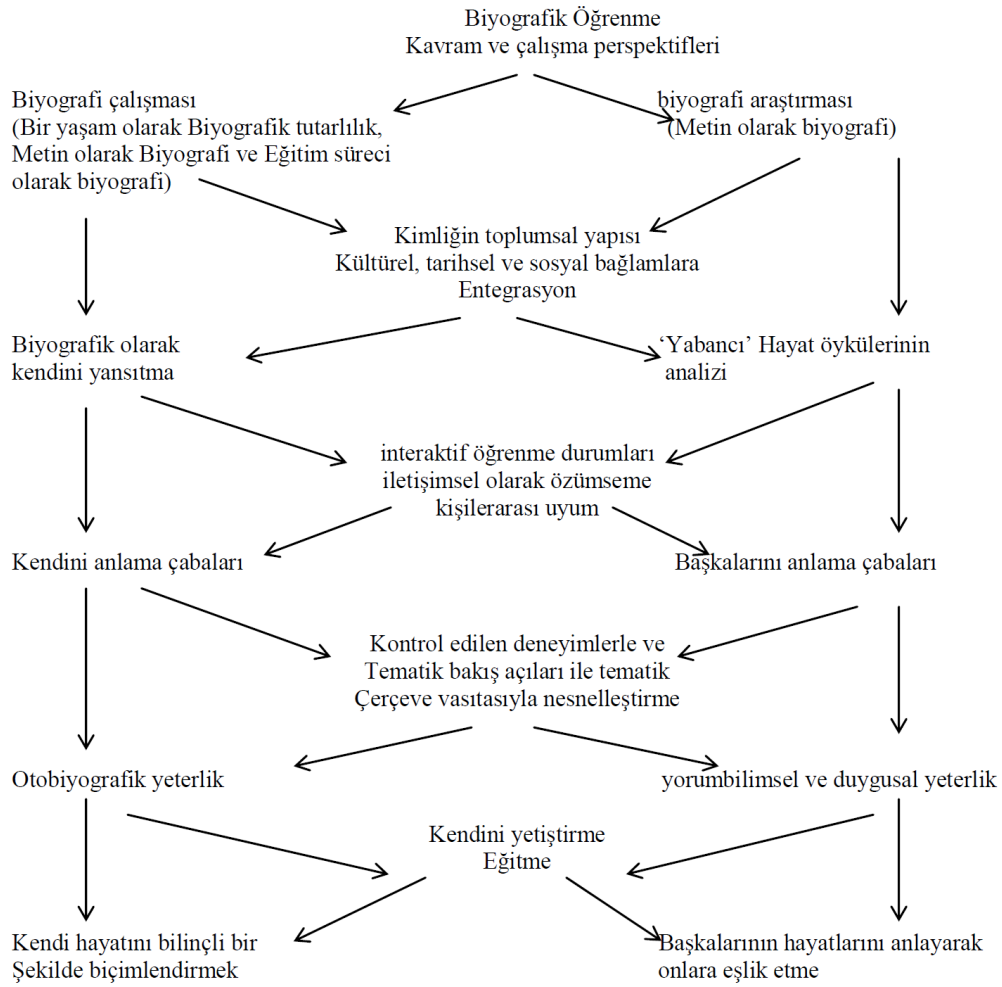 Biyografik Öğrenme
Kavram ve çalışma perspektifleri
Biyografi çalışması
(Bir yaşam olarak Biyografik tutarlılık,
Metin olarak Biyografi ve Eğitim süreci
olarak biyografi)
biyografi araştırması
(Metin olarak biyografi)
Kimliğin toplumsal yapısı
Kültürel, tarihsel ve sosyal bağlamlara
Entegrasyon
Biyografik olarak
kendini yansıtma
‘Yabancı’ Hayat öykülerinin
analizi
interaktif öğrenme durumları
iletişimsel olarak özümseme
kişilerarası uyum
Kendini anlama çabaları
Başkalarını anlama çabaları
Kontrol edilen deneyimlerle ve
Tematik bakış açıları ile tematik
Çerçeve vasıtasıyla nesnelleştirme
Otobiyografik yeterlik
yorumbilimsel ve duygusal yeterlik
Kendini yetiştirme
Eğitme
Kendi hayatını bilinçli bir
Şekilde biçimlendirmek
Başkalarının hayatlarını anlayarak
onlara eşlik etme